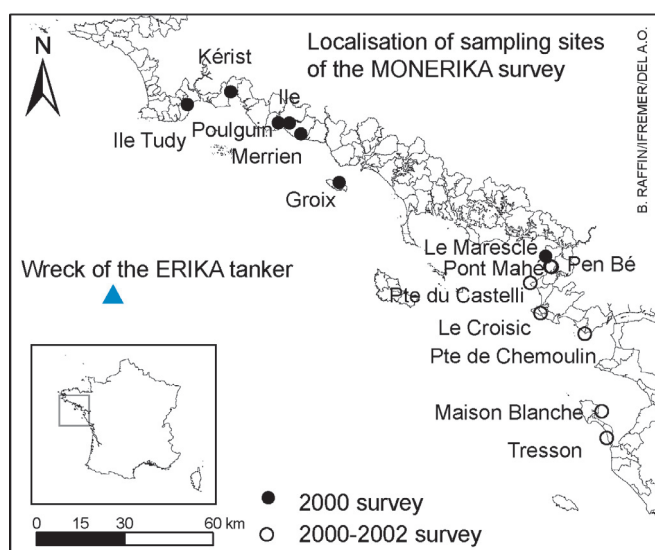 N
Localisation of sampling sites
of the MONERIKA survey
B. RAFFIN/IFREMER/DEL A.O.
Kérist
Ile
Ile Tudy
Poulguin
Merrien
Groix
Le Maresclé
Pont Mahé
Pen Bé
Wreck of the ERIKA tanker
Pte du Castelli
Le Croisic
Pte de Chemoulin
Maison Blanche
Tresson
2000 survey
0 15 30 60 km
2000-2002 survey